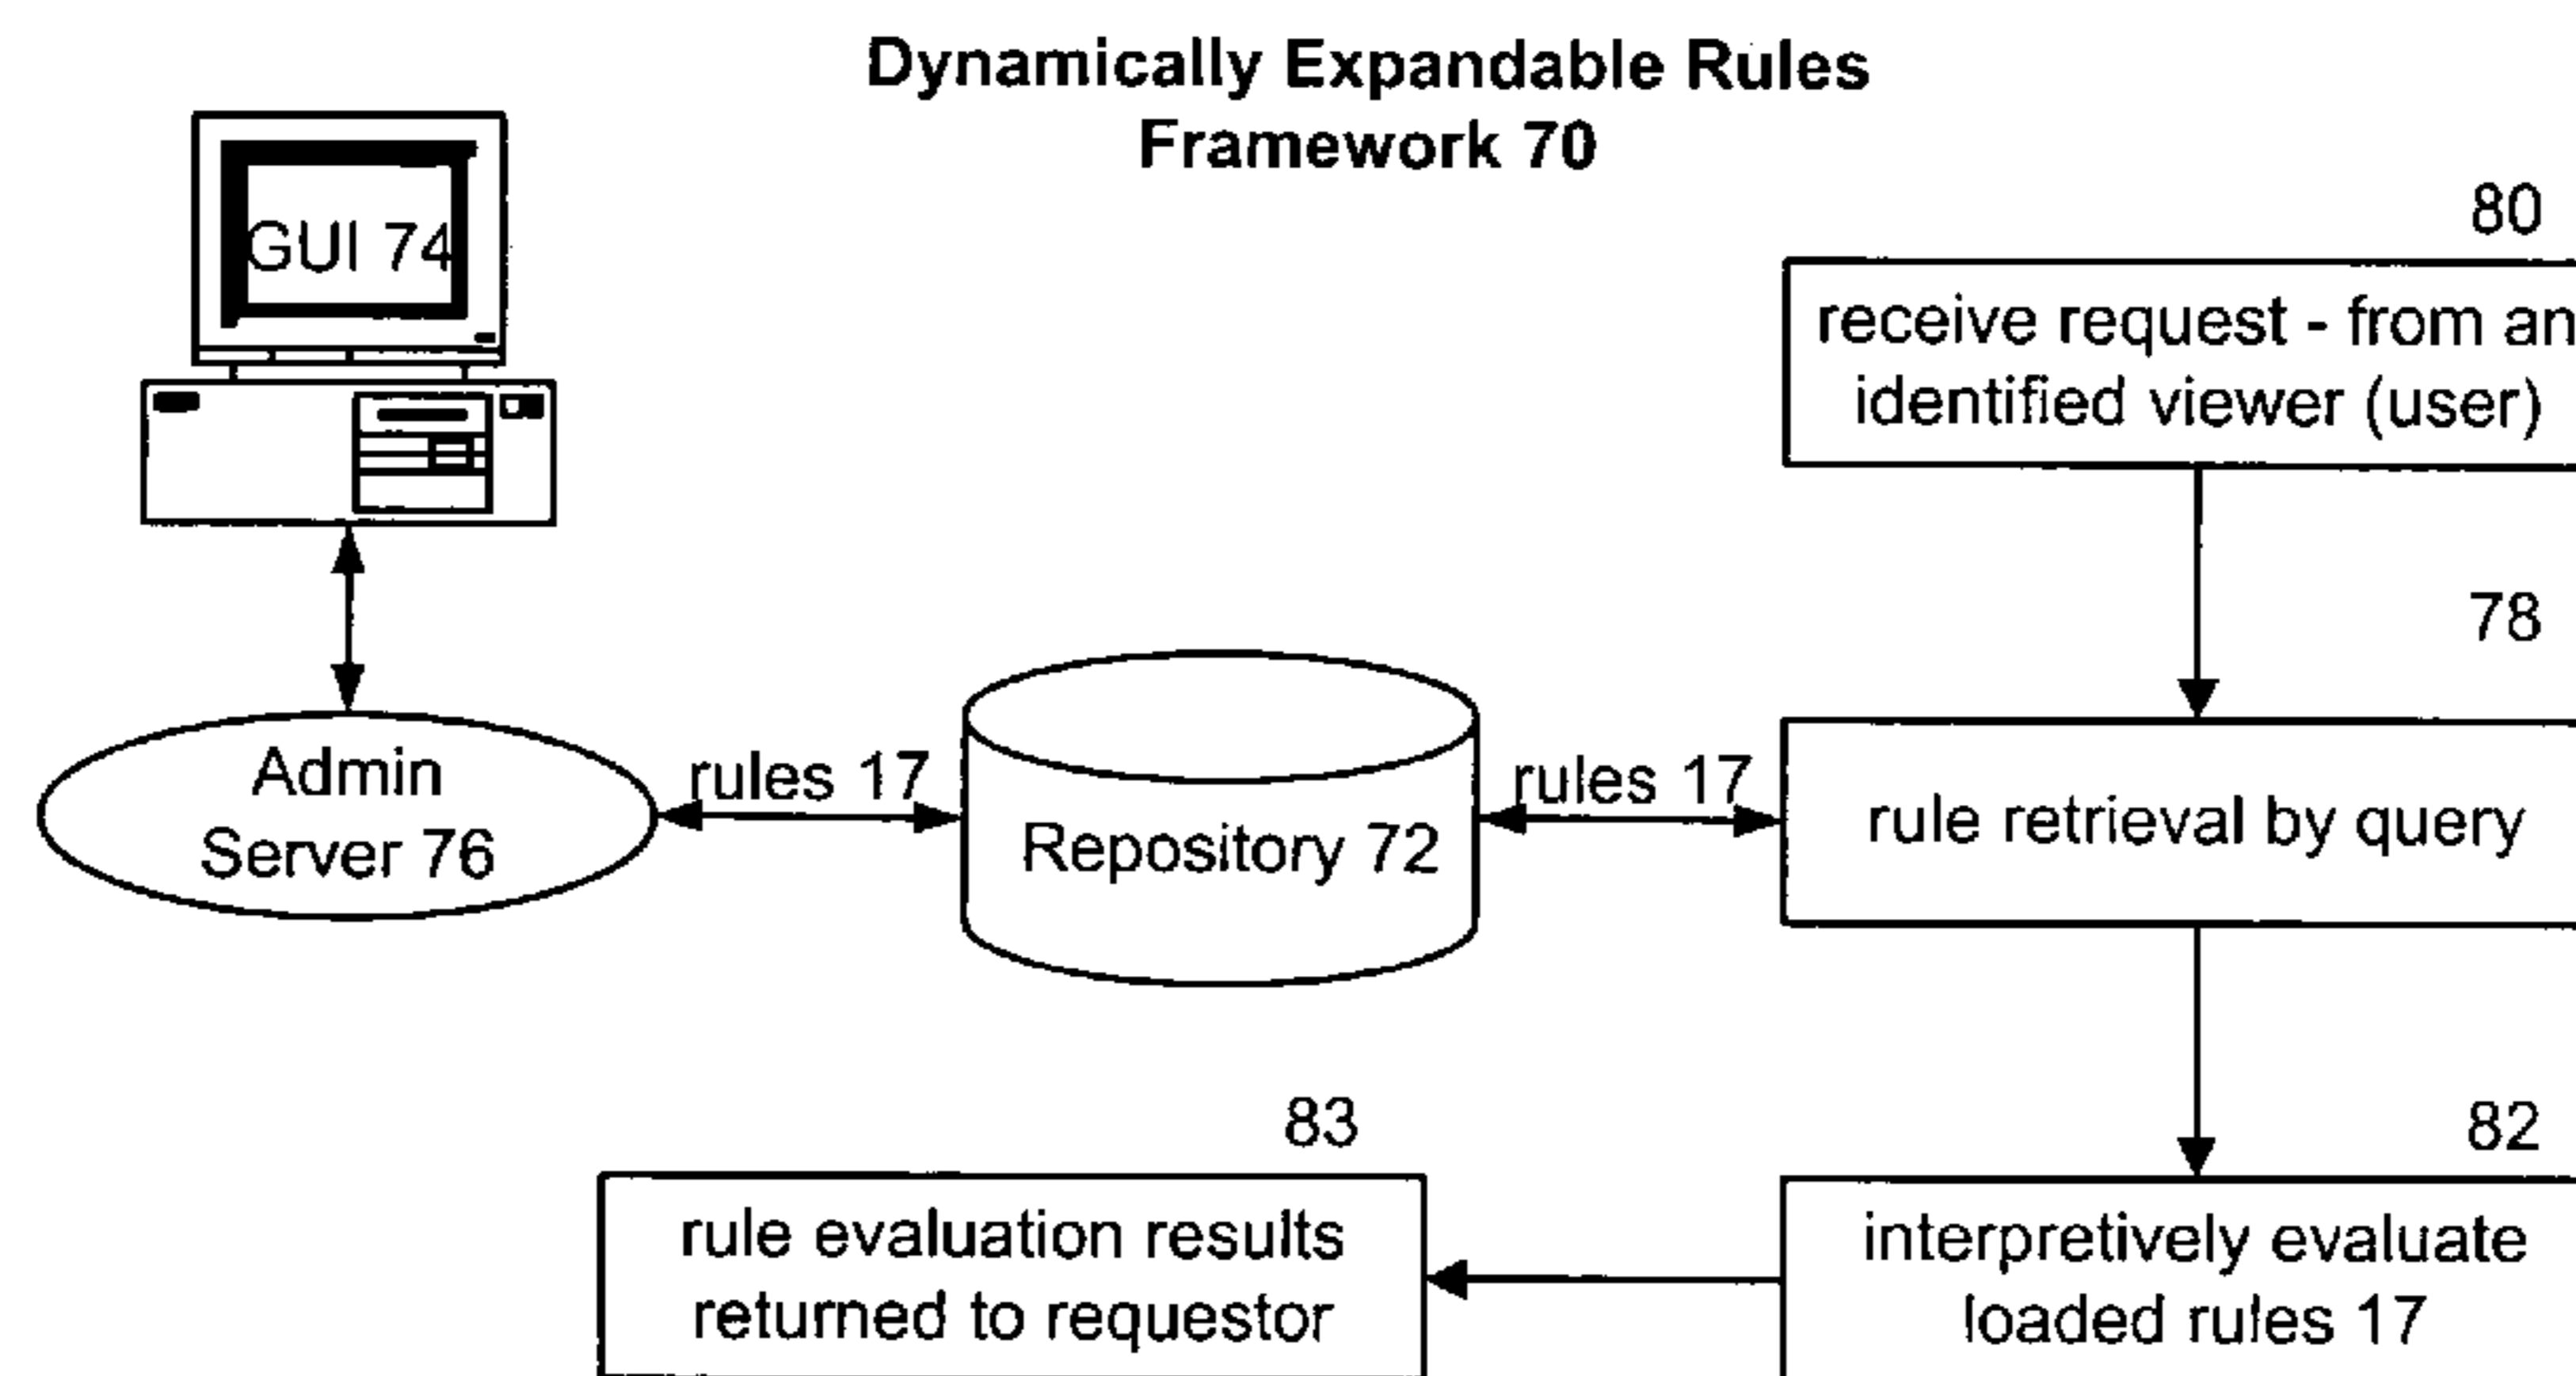 Dynamically Expandable Rules
Framework 70
GUI 74
80
receive request - from an
identified viewer (user)
78
Admin
Server 76
rules 17
Repository 72
rules 17
rule retrieval by query
83
rule evaluation results
returned to requestor
82
interpretively evaluate
loaded rules 17